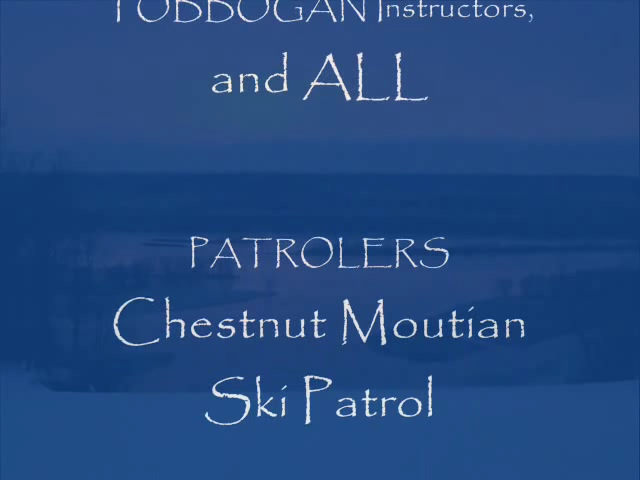 TOBBOGAN Instructors,
and ALL
PATROLERS
Chestnut Moutian
Ski Patrol